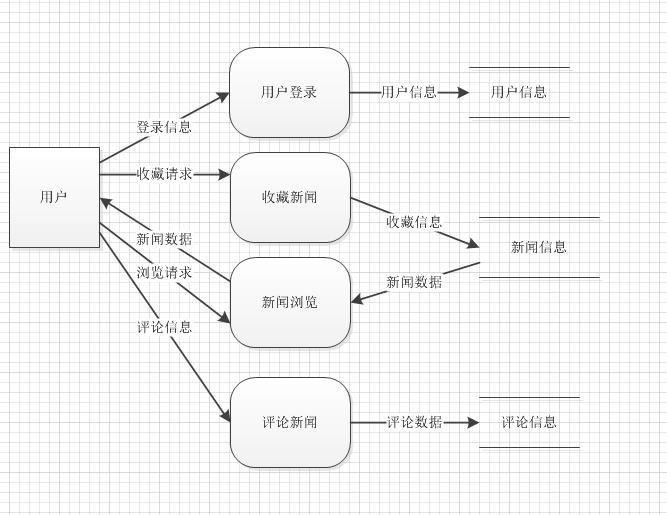 用户登录
用户信息
用户信息
登录信息
收藏请求
用户
收藏新闻
收藏信息
新闻数据
新闻信息
浏览请求
新闻数据
新闻浏览
评论信息
评论新闻
评论数据
评论信息